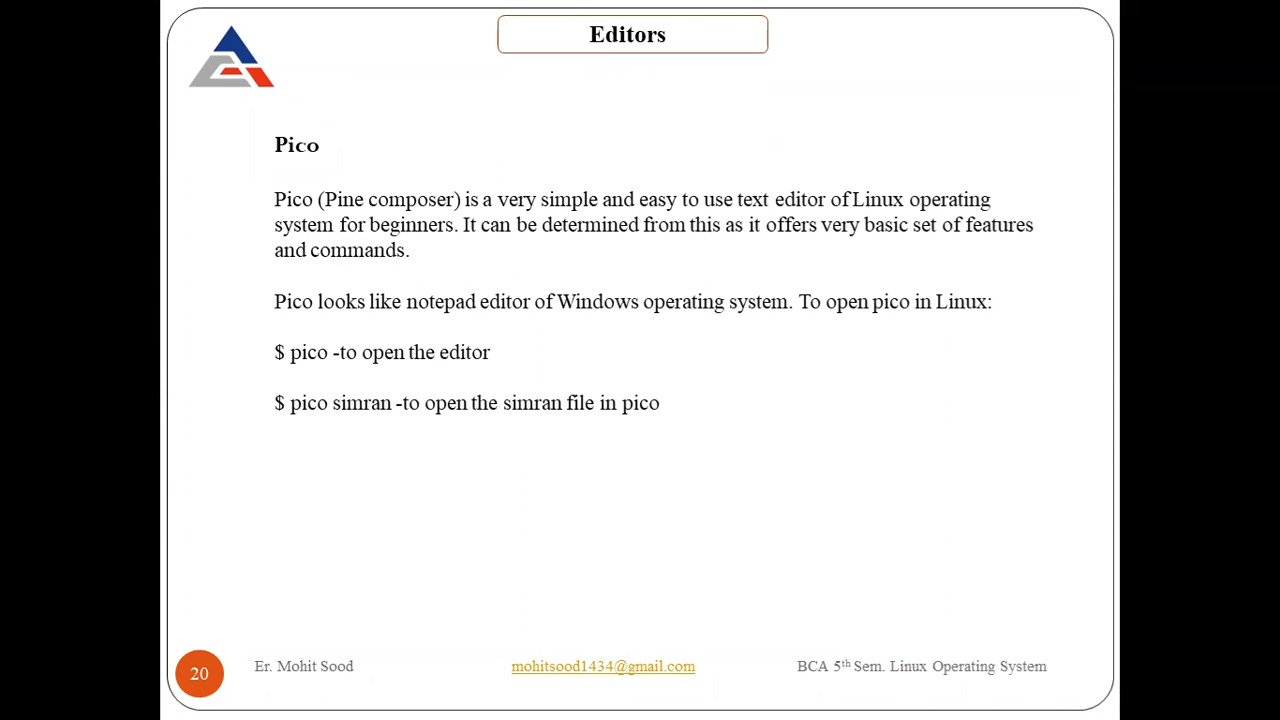 Editors
Pico
Pico (Pine composer) is a very simple and easy to use text editor of Linux operating
system for beginners. It can be determined from this as it offers very basic set of features
and commands.
Pico looks like notepad editor of Windows operating system. To open pico in Linux:
$ pico -to open the editor
$ pico simran -to open the simran file in pico
20
Er. Mohit Sood
mohitsood1434@gmail.com
BCA 5th Sem. Linux Operating System